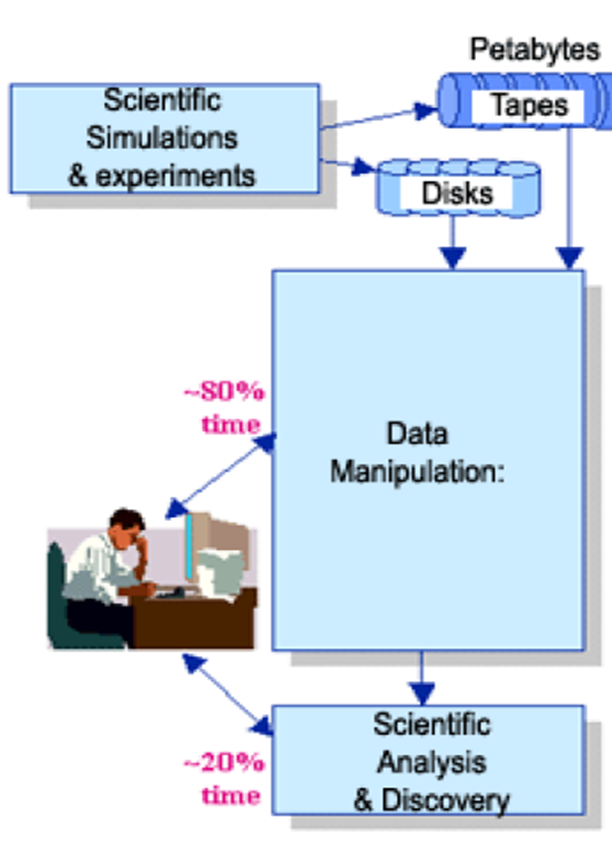 Petabytes
Tapes
Scientific
Simulations
& experiments
Disks
~80%
time
Data
Manipulation:
~20%
time
Scientific
Analysis
& Discovery